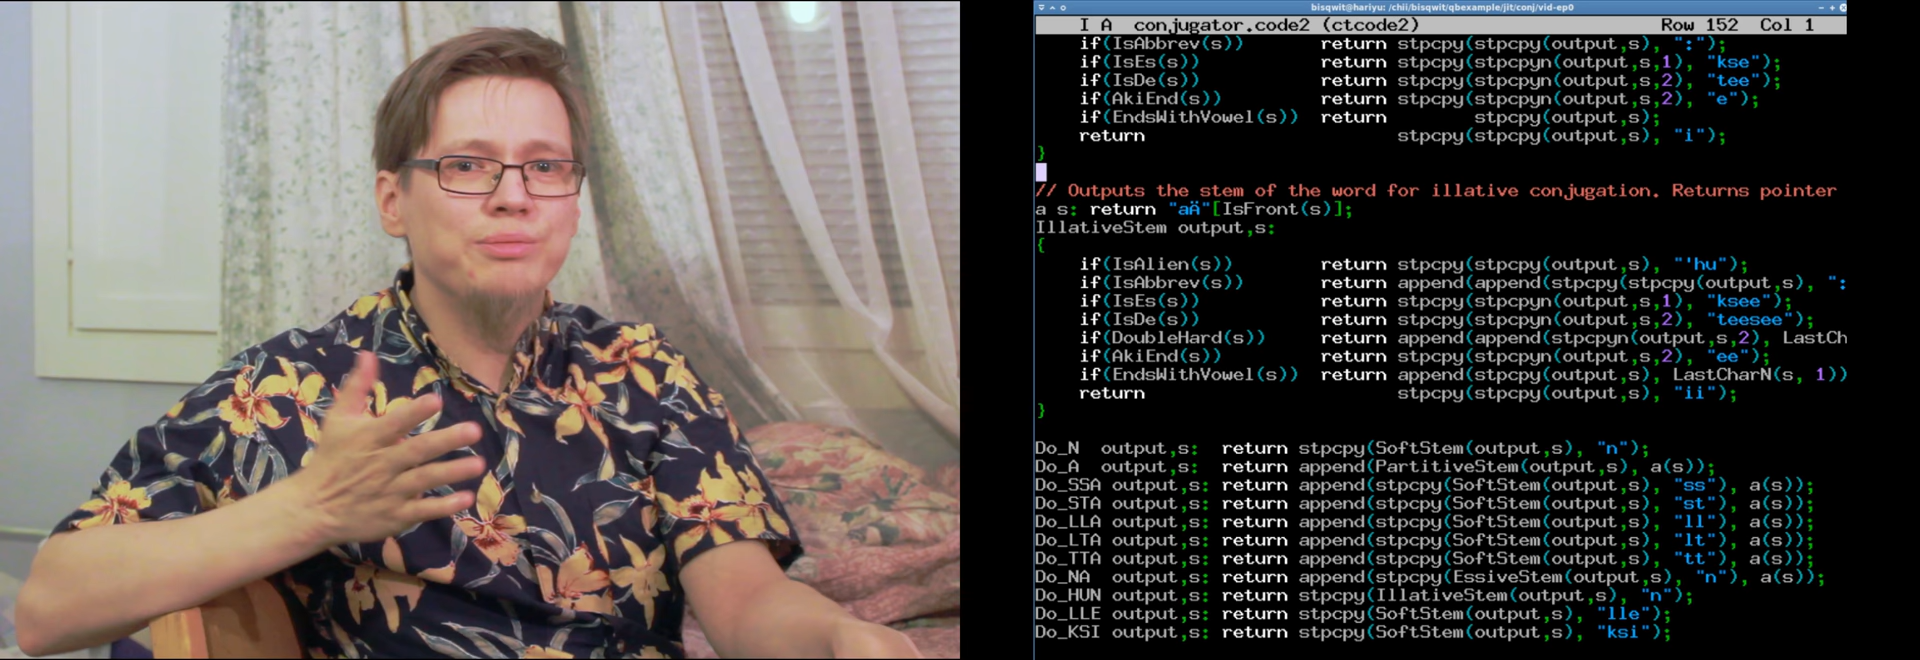 bisqwit@hariyu: /chii/bisqwit/qbexample/jit/conj/vid-ep0
I A conjugator.code2 (ctcode2) Row 152 Col 1
if(IsAbbrev(s)) return stpcpy(stpcpy(output,s), ":");
if(IsEs(s)) return stpcpy(stpcpyn(output,s,1), "kse");
if(IsDe(s)) return stpcpy(stpcpyn(output,s,2), "tee");
if(AkiEnd(s)) return stpcpy(stpcpyn(output,s,2), "e");
if(EndsWithVowel(s)) return stpcpy(output,s);
return stpcpy(stpcpy(output,s), "i");
}
// Outputs the stem of the word for illative conjugation. Returns pointer
a s: return "aÄ"[IsFront(s)];
IllativeStem output,s:
{
if(IsAlien(s)) return stpcpy(stpcpy(output,s), "'hu");
if(IsAbbrev(s)) return append(append(stpcpy(stpcpy(output,s), ":
if(IsEs(s)) return stpcpy(stpcpyn(output,s,1), "ksee");
if(IsDe(s)) return stpcpy(stpcpyn(output,s,2), "teesee");
if(DoubleHard(s)) return append(append(stpcpyn(output,s,2), LastCh
if(AkiEnd(s)) return stpcpy(stpcpyn(output,s,2), "ee");
if(EndsWithVowel(s)) return append(stpcpy(output,s), LastCharN(s, 1))
return stpcpy(stpcpy(output,s), "ii");
}
Do_N output,s: return stpcpy(SoftStem(output,s), "n");
Do_A output,s: return append(PartitiveStem(output,s), a(s));
Do_SSA output,s: return append(stpcpy(SoftStem(output,s), "ss"), a(s));
Do_STA output,s: return append(stpcpy(SoftStem(output,s), "st"), a(s));
Do_LLA output,s: return append(stpcpy(SoftStem(output,s), "ll"), a(s));
Do_LTA output,s: return append(stpcpy(SoftStem(output,s), "lt"), a(s));
Do_TTA output,s: return append(stpcpy(SoftStem(output,s), "tt"), a(s));
Do_NA output,s: return append(stpcpy(EssiveStem(output,s), "n"), a(s));
Do_HUN output,s: return stpcpy(IllativeStem(output,s), "n");
Do_LLE output,s: return stpcpy(SoftStem(output,s), "lle");
Do_KSI output,s: return stpcpy(SoftStem(output,s), "ksi");